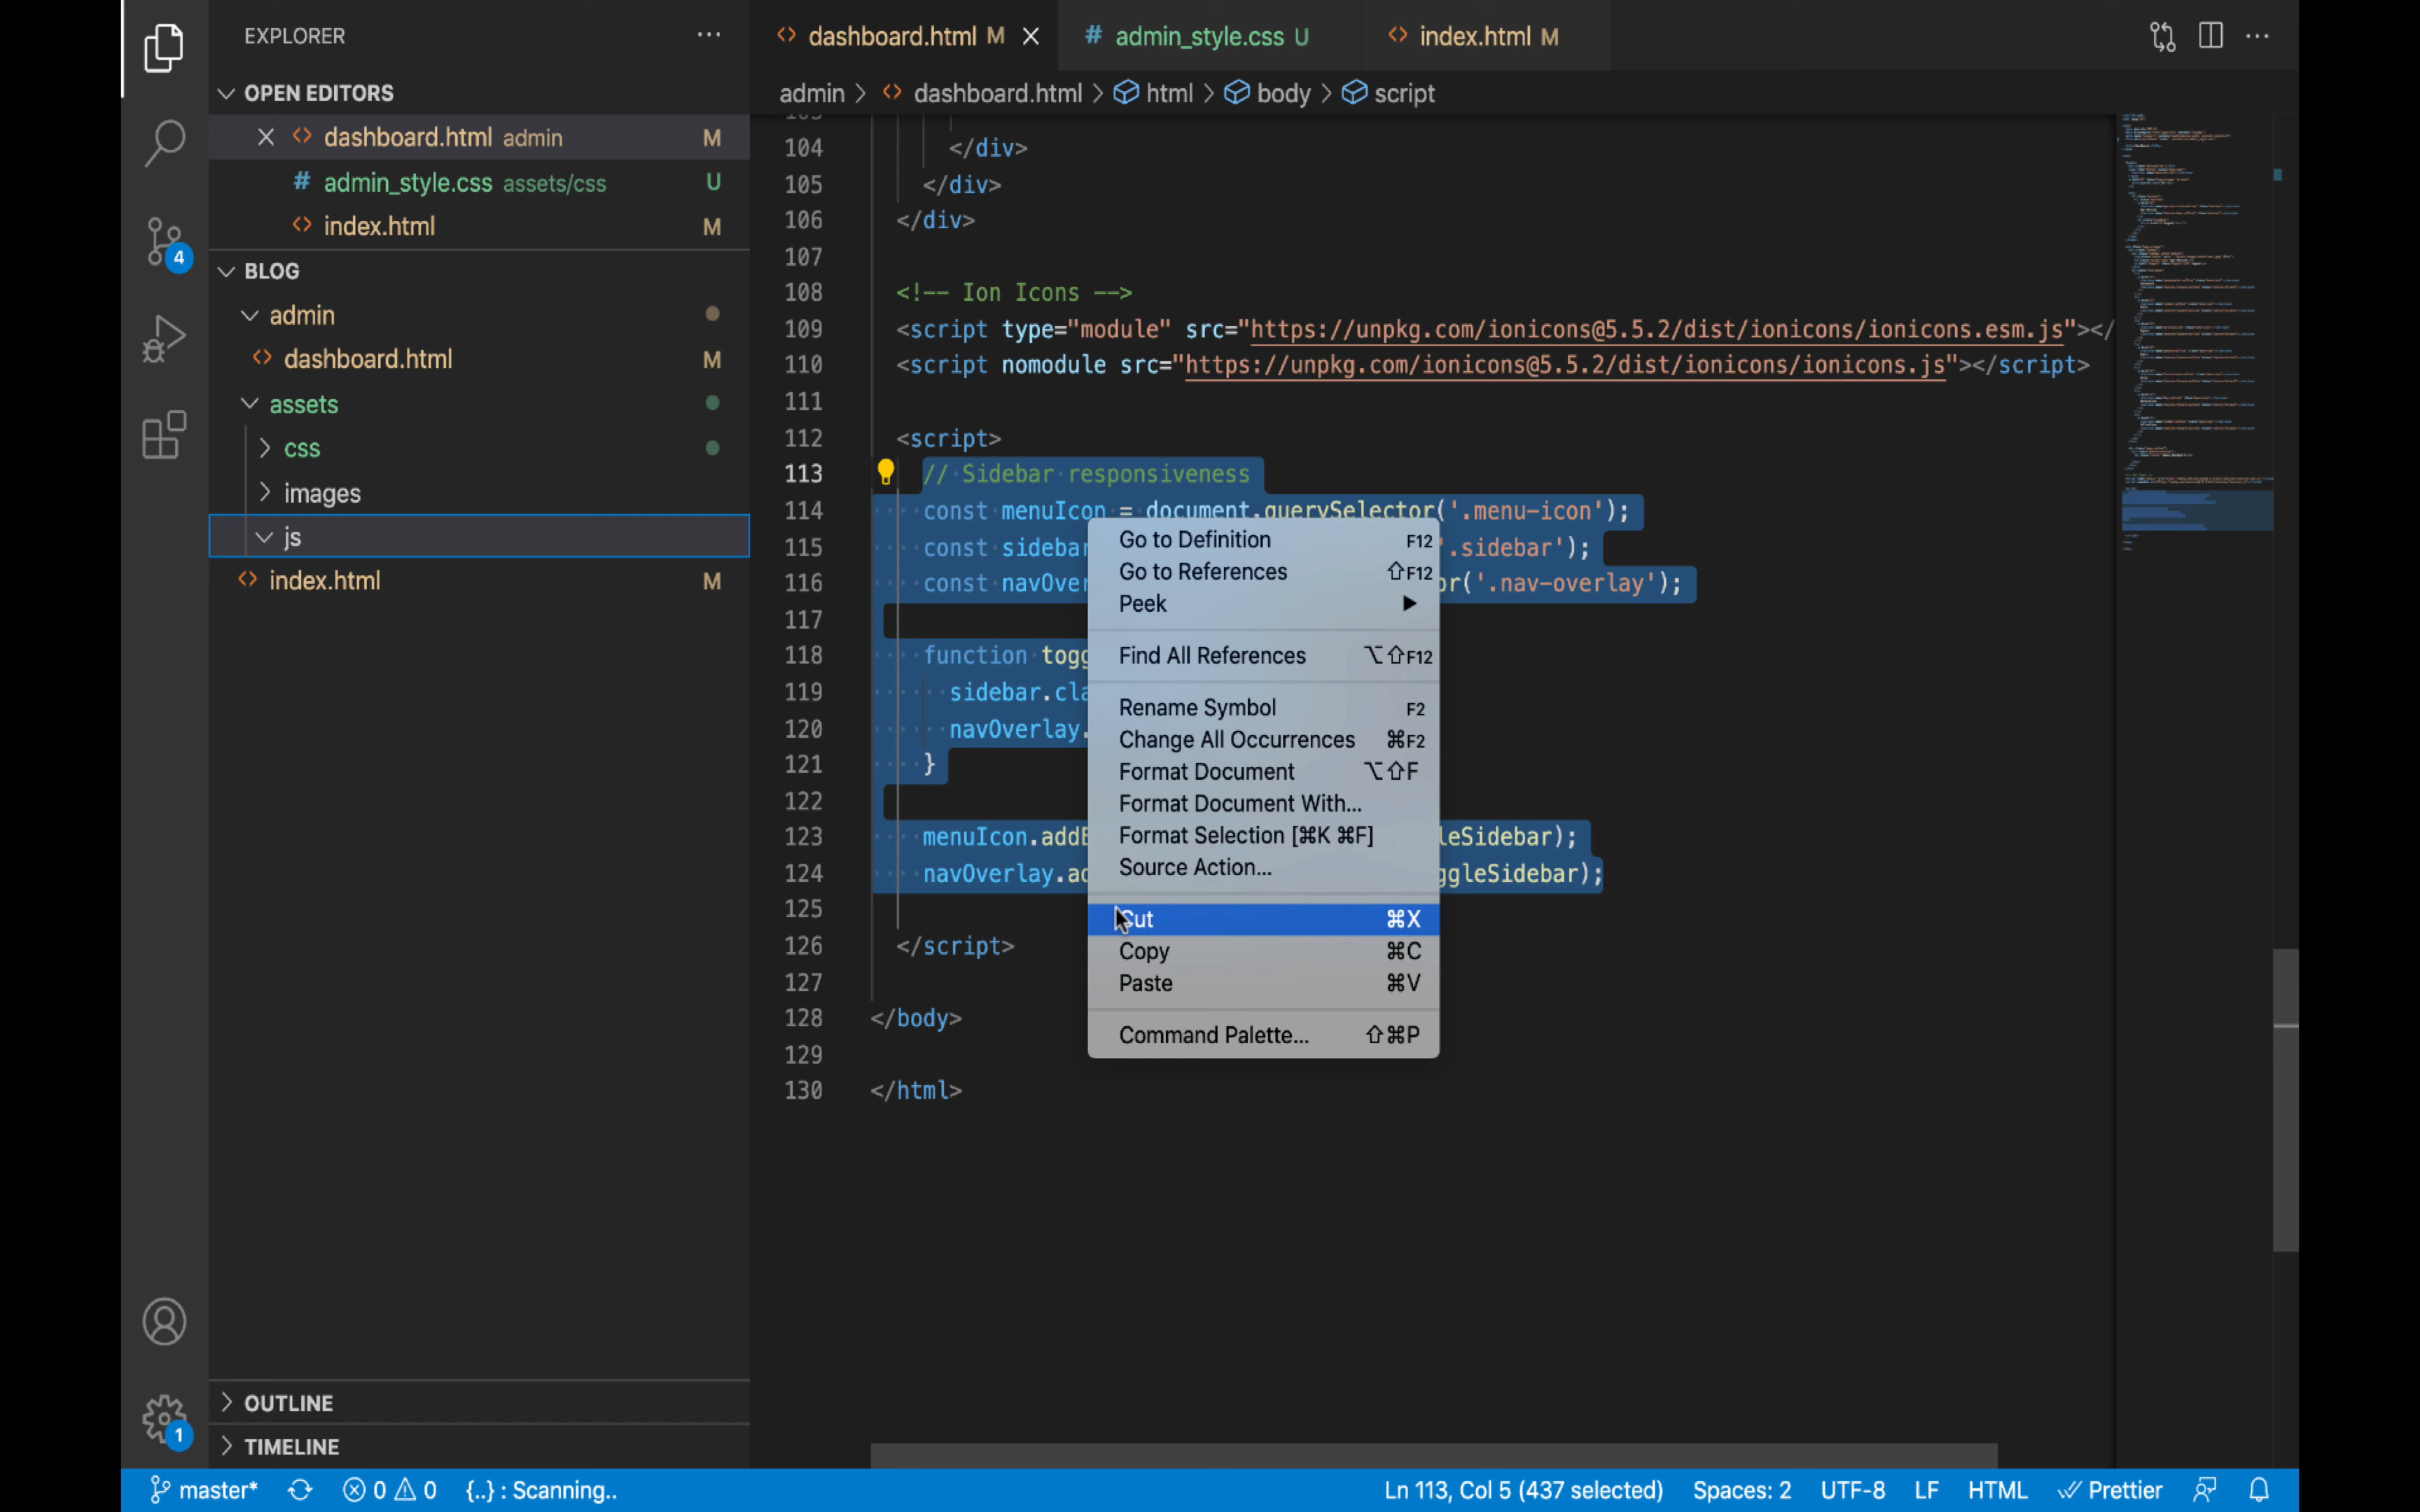 EXPLORER
dashboard.html M
# admin_style.css U
index.html M
OPEN EDITORS
admin > dashboard.html > html > body > script
dashboard.html admin M
# admin_style.css assets/css U
index.html M
BLOG
admin
dashboard.html M
assets
css
images
js
index.html M
OUTLINE
TIMELINE
4
1
104 </div>
105 </div>
106 </div>
107
108 <!-- Ion Icons -->
109 <script type="module" src="https://unpkg.com/ionicons@5.5.2/dist/ionicons/ionicons.esm.js"></
110 <script nomodule src="https://unpkg.com/ionicons@5.5.2/dist/ionicons/ionicons.js"></script>
111
112 <script>
113 // Sidebar responsiveness
114 const menuIcon = document.querySelector('.menu-icon');
115 const sidebar '.sidebar');
116 const navOver or('.nav-overlay');
117
118 function togg
119 sidebar.cla
120 navOverlay.
121 }
122
123 menuIcon.addE leSidebar);
124 navOverlay.ad ggleSidebar);
125
126 </script>
127
128 </body>
129
130 </html>
Go to Definition F12
Go to References ⇧F12
Peek
Find All References ⌥⇧F12
Rename Symbol F2
Change All Occurrences ⌘F2
Format Document ⌥⇧F
Format Document With...
Format Selection [⌘K ⌘F]
Source Action...
Cut ⌘X
Copy ⌘C
Paste ⌘V
Command Palette... ⇧⌘P
master* 0 0 {..} : Scanning.. Ln 113, Col 5 (437 selected) Spaces: 2 UTF-8 LF HTML Prettier